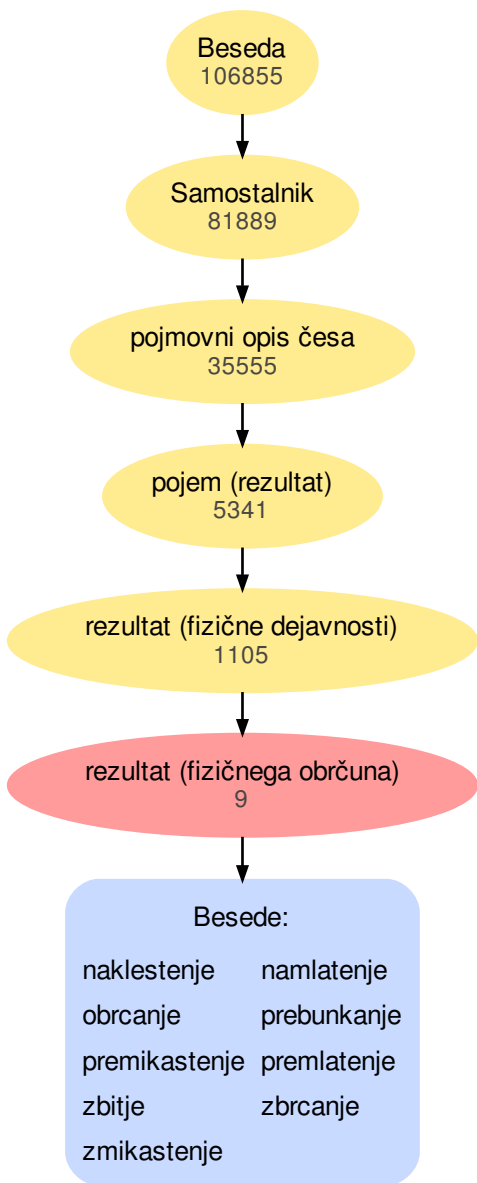 Beseda
106855
Samostalnik
81889
pojmovni opis česa
35555
pojem (rezultat)
5341
rezultat (fizične dejavnosti)
1105
rezultat (fizičnega obrčuna)
9
Besede:
naklestenje namlatenje
obrcanje prebunkanje
premikastenje premlatenje
zbitje zbrcanje
zmikastenje